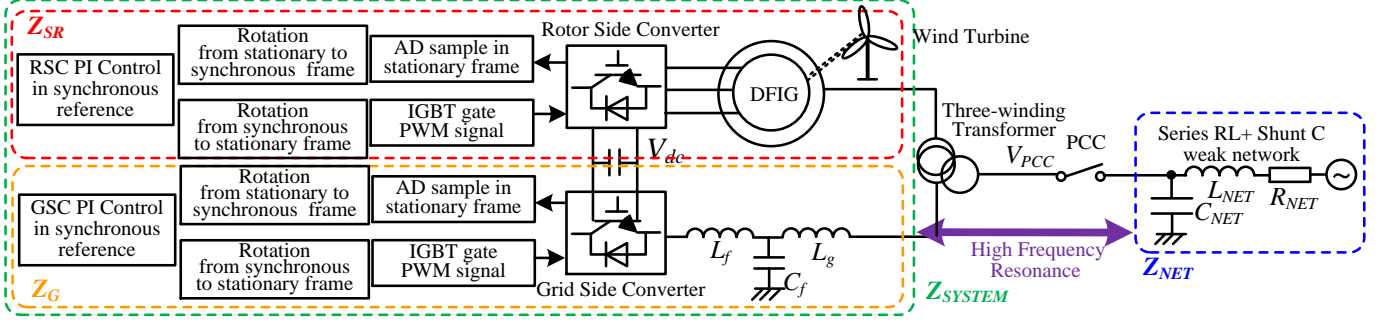 Z_SR
RSC PI Control
in synchronous
reference
Rotation
from stationary to
synchronous frame
AD sample in
stationary frame
Rotation
from synchronous
to stationary frame
IGBT gate
PWM signal
Rotor Side Converter
DFIG
Wind Turbine
V_dc
Three-winding
Transformer
V_PCC
PCC
Series RL+ Shunt C
weak network
L_NET
C_NET
R_NET
Z_NET
GSC PI Control
in synchronous
reference
Rotation
from stationary to
synchronous frame
AD sample in
stationary frame
Rotation
from synchronous
to stationary frame
IGBT gate
PWM signal
Grid Side Converter
L_f
C_f
L_g
Z_G
High Frequency
Resonance
Z_SYSTEM